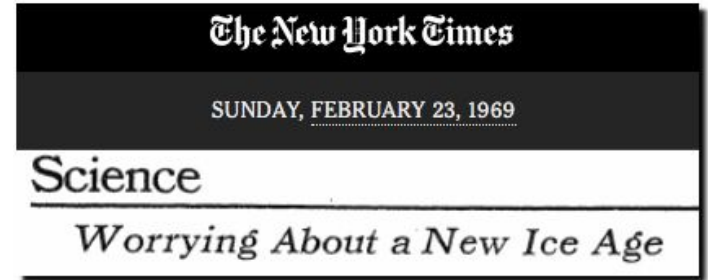 The New York Times
SUNDAY, FEBRUARY 23, 1969
Science
Worrying About a New Ice Age